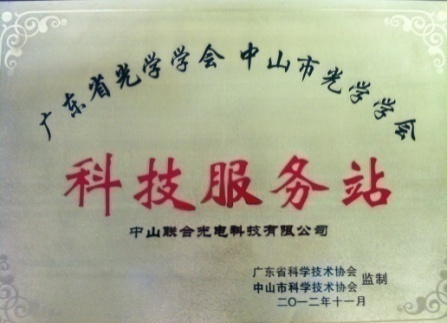 广东省光学学会 中山市光学学会
科技服务站
中山联合光电科技有限公司
广东省科学技术协会
中山市科学技术协会 监制
二〇一二年十一月